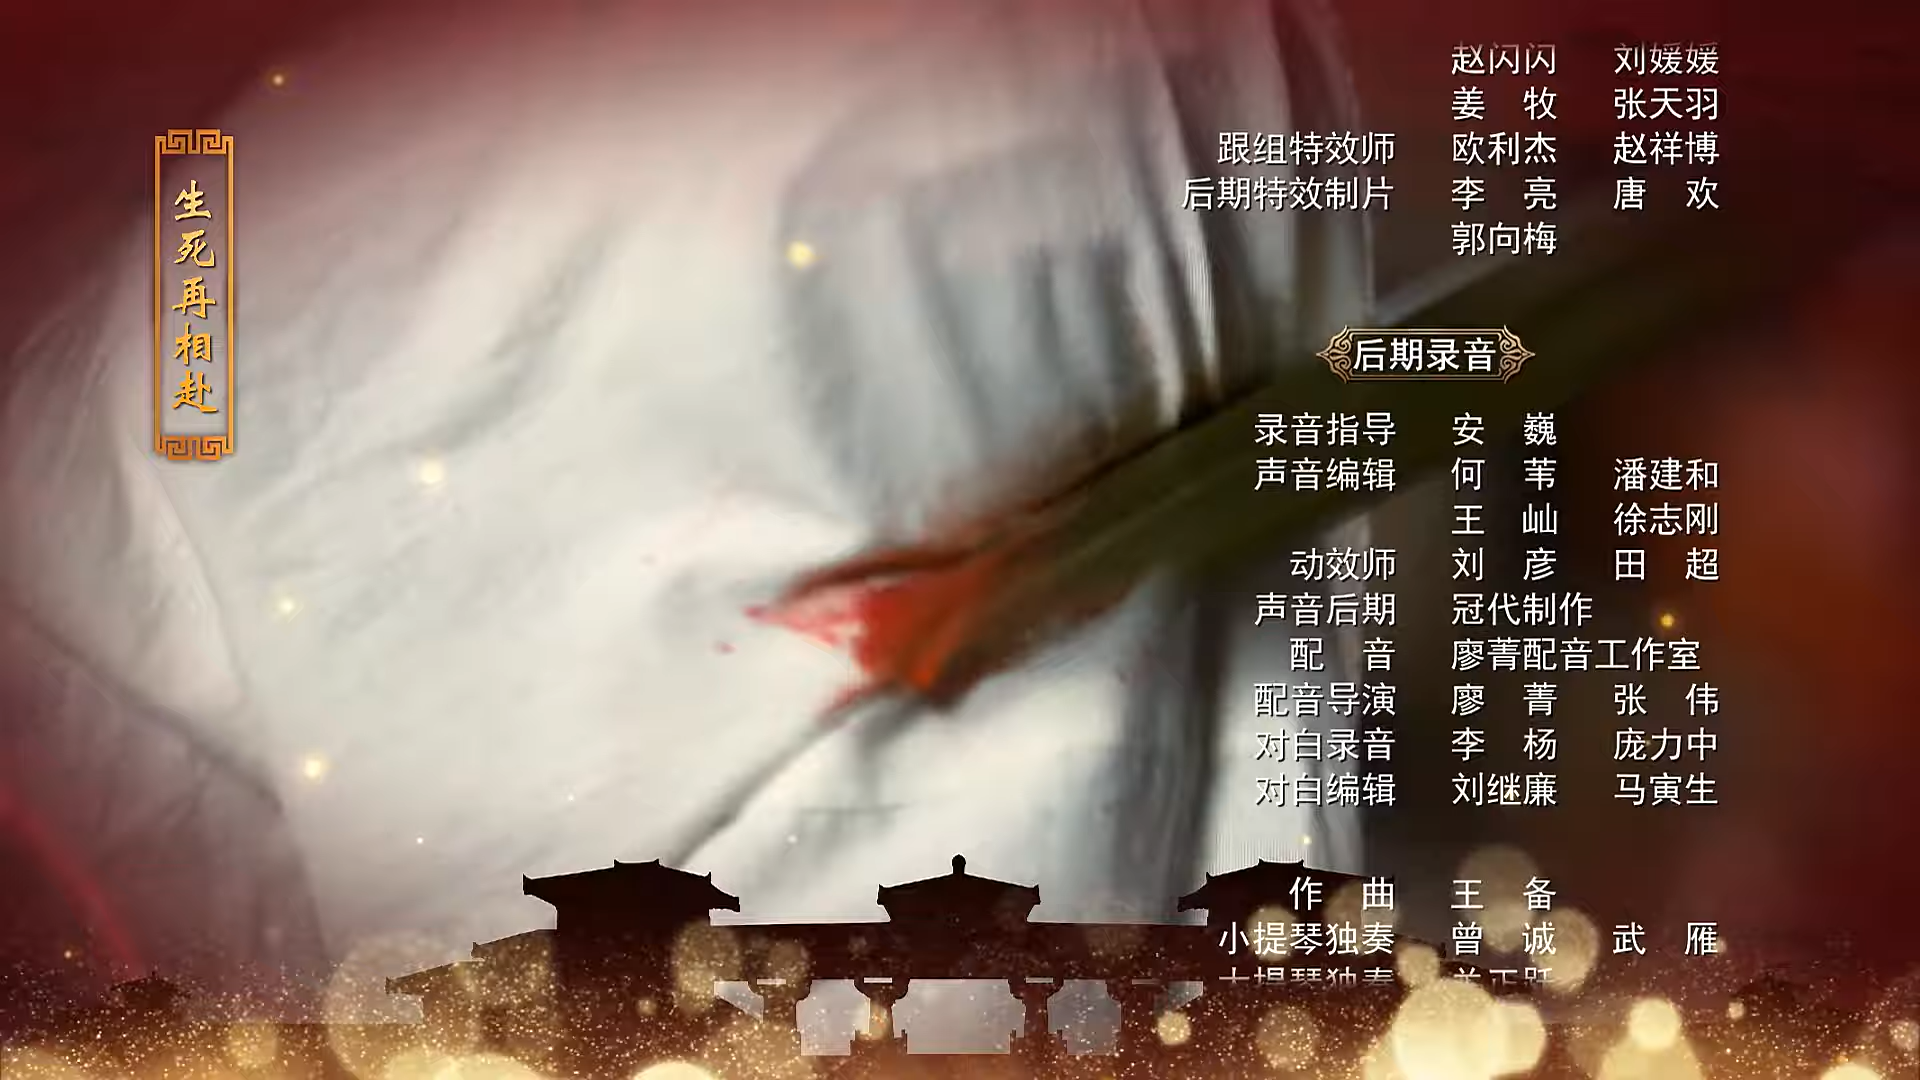 生死再相赴
赵闪闪 刘媛媛
姜 牧 张天羽
跟组特效师 欧利杰 赵祥博
后期特效制片 李 亮 唐 欢
郭向梅
后期录音
录音指导 安 巍
声音编辑 何 苇 潘建和
王 屾 徐志刚
动效师 刘 彦 田 超
声音后期 冠代制作
配 音 廖菁配音工作室
配音导演 廖 菁 张 伟
对白录音 李 杨 庞力中
对白编辑 刘继廉 马寅生
作 曲 王 备
小提琴独奏 曾 诚 武 雁
大提琴独奏